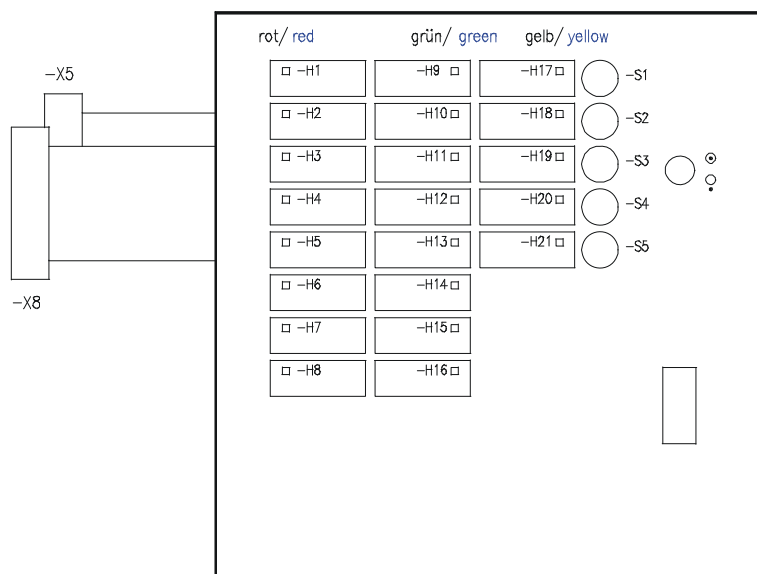 rot/ red grün/ green gelb/ yellow
-X5
-H1 -H9 -H17 -S1
-H2 -H10 -H18 -S2
-H3 -H11 -H19 -S3
-H4 -H12 -H20 -S4
-H5 -H13 -H21 -S5
-H6 -H14
-X8
-H7 -H15
-H8 -H16